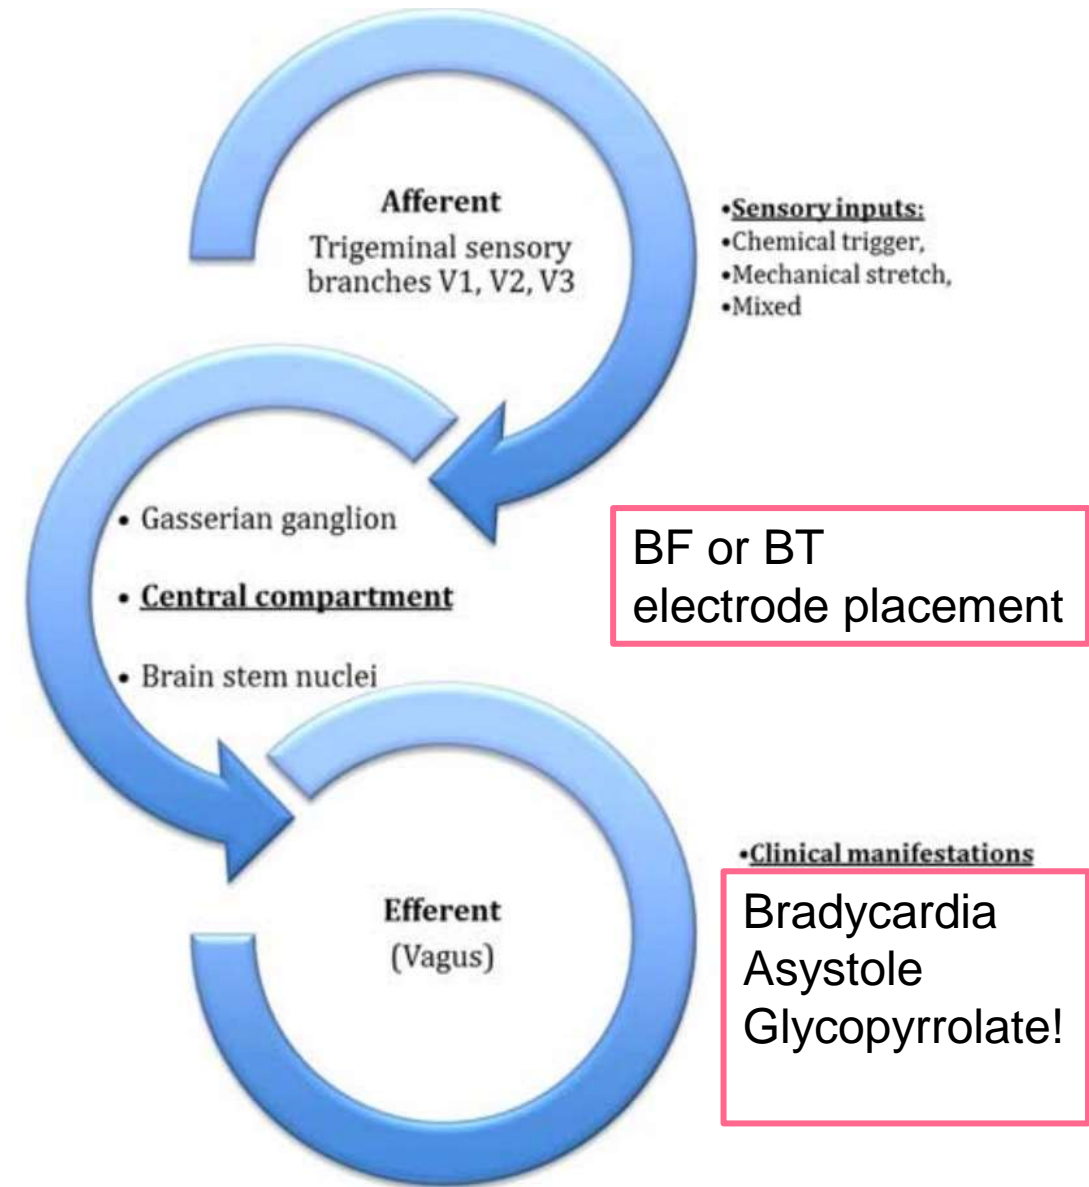 Afferent
Trigeminal sensory
branches V1, V2, V3
•Sensory inputs:
•Chemical trigger,
•Mechanical stretch,
•Mixed
• Gasserian ganglion
• Central compartment
• Brain stem nuclei
BF or BT
electrode placement
Efferent
(Vagus)
•Clinical manifestations
Bradycardia
Asystole
Glycopyrrolate!